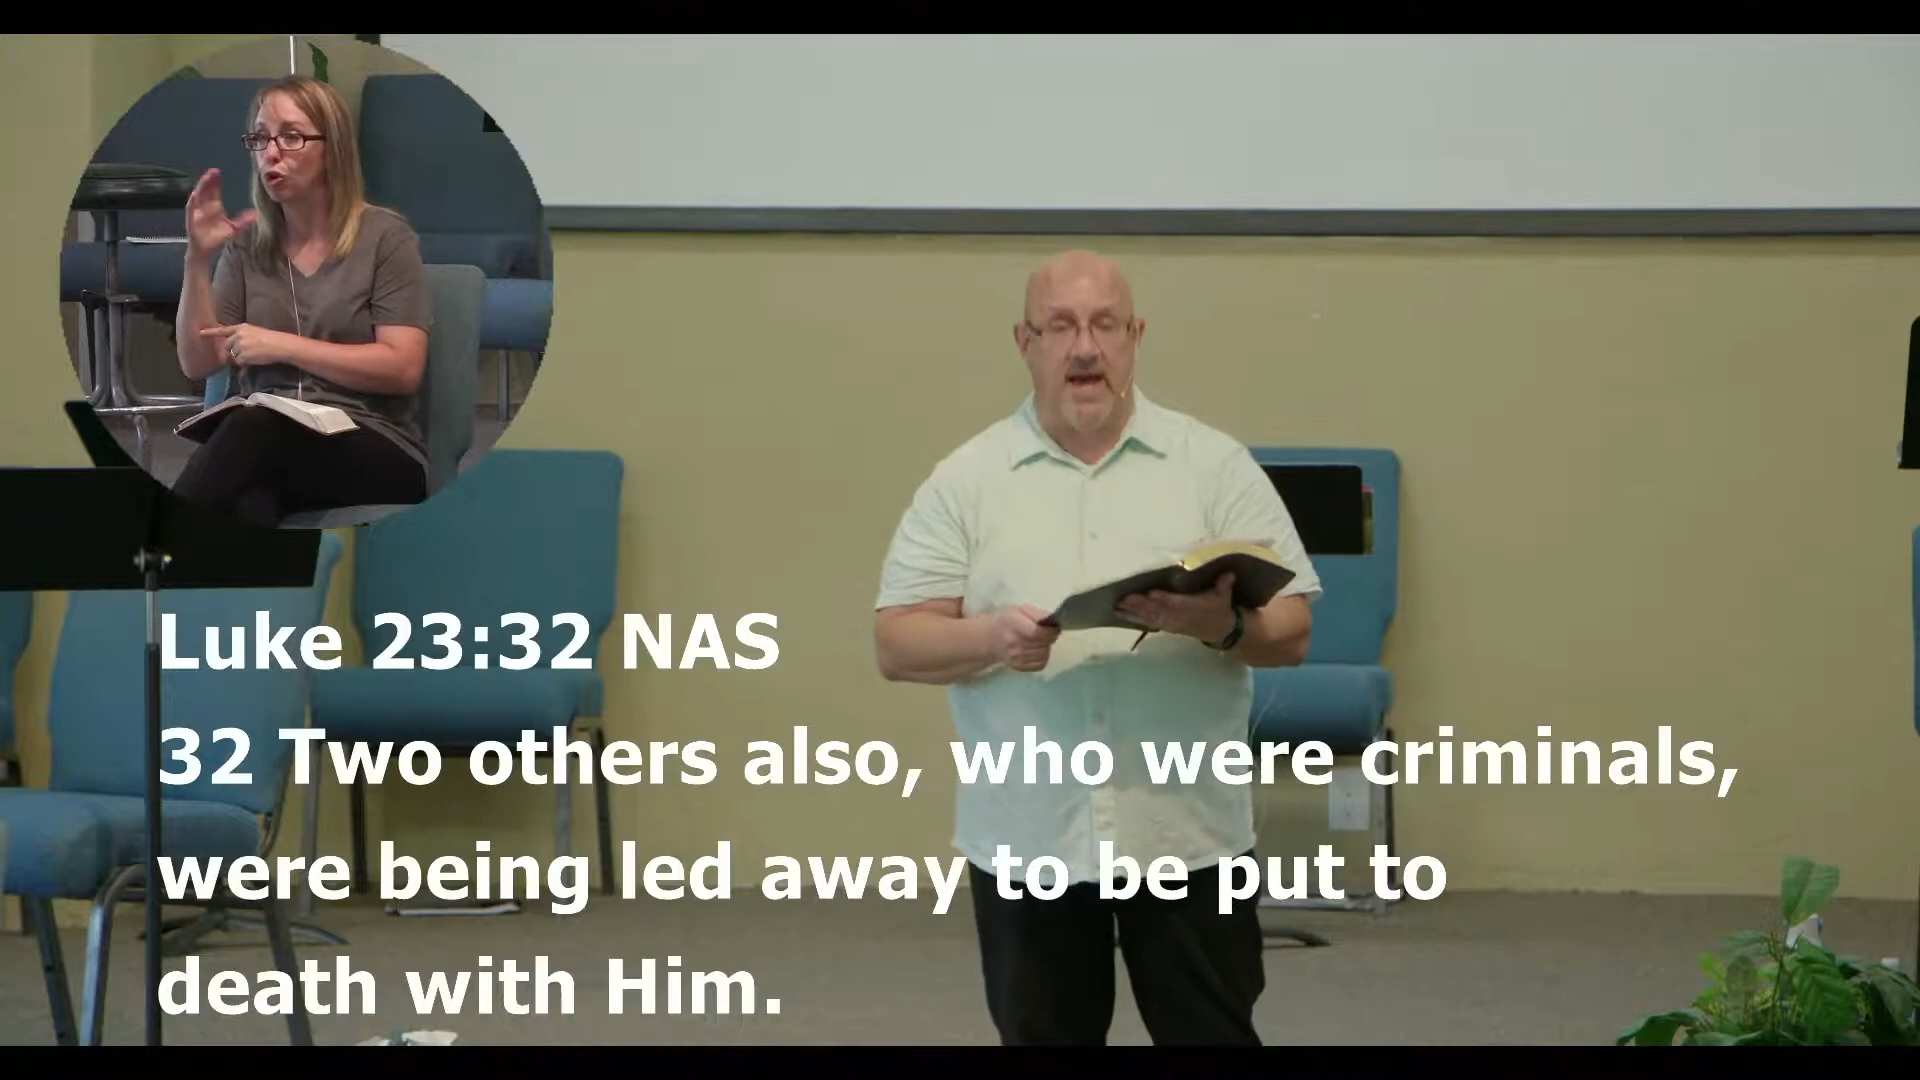 Luke 23:32 NAS
32 Two others also, who were criminals,
were being led away to be put to
death with Him.